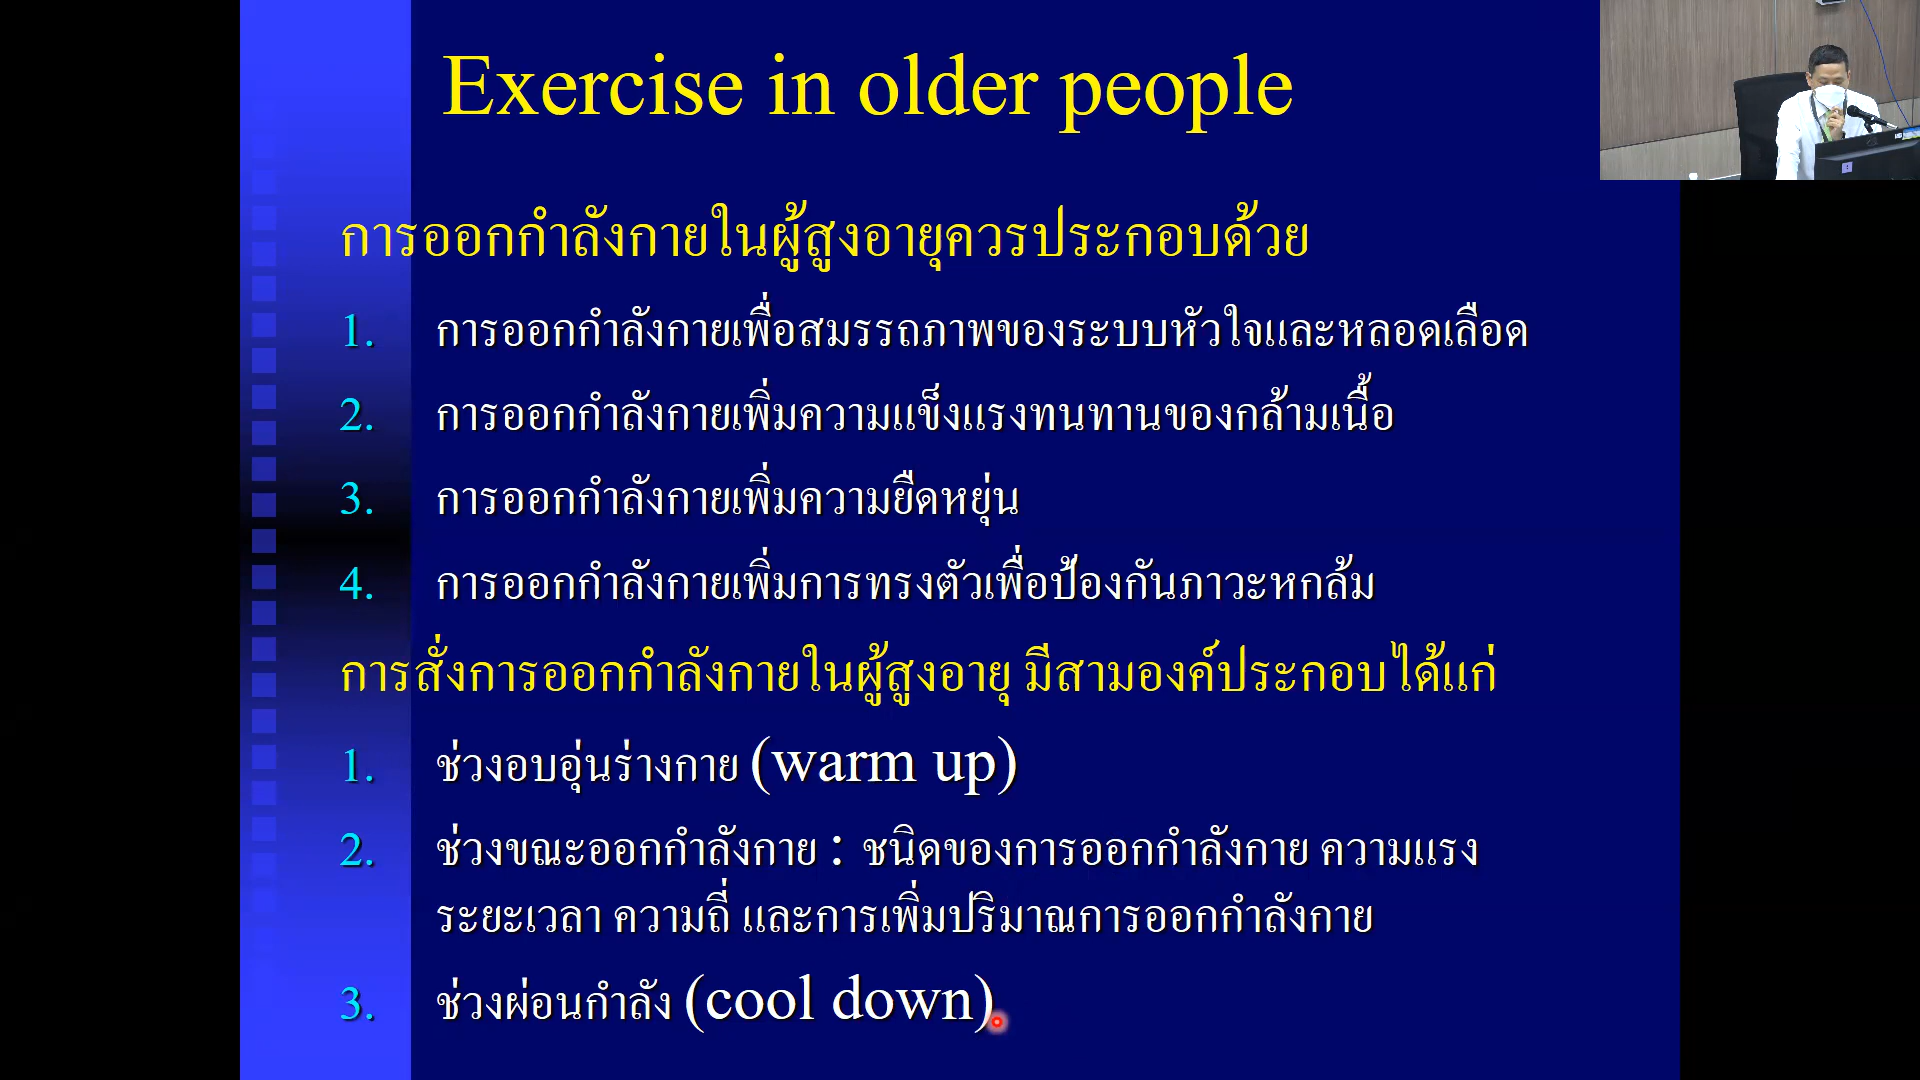 Exercise in older people
การออกกำลังกายในผู้สูงอายุควรประกอบด้วย
1. การออกกำลังกายเพื่อสมรรถภาพของระบบหัวใจและหลอดเลือด
2. การออกกำลังกายเพิ่มความแข็งแรงทนทานของกล้ามเนื้อ
3. การออกกำลังกายเพิ่มความยืดหยุ่น
4. การออกกำลังกายเพิ่มการทรงตัวเพื่อป้องกันภาวะหกล้ม
การสั่งการออกกำลังกายในผู้สูงอายุ มีสามองค์ประกอบได้แก่
1. ช่วงอบอุ่นร่างกาย (warm up)
2. ช่วงขณะออกกำลังกาย : ชนิดของการออกกำลังกาย ความแรง
ระยะเวลา ความถี่ และการเพิ่มปริมาณการออกกำลังกาย
3. ช่วงผ่อนกำลัง (cool down)